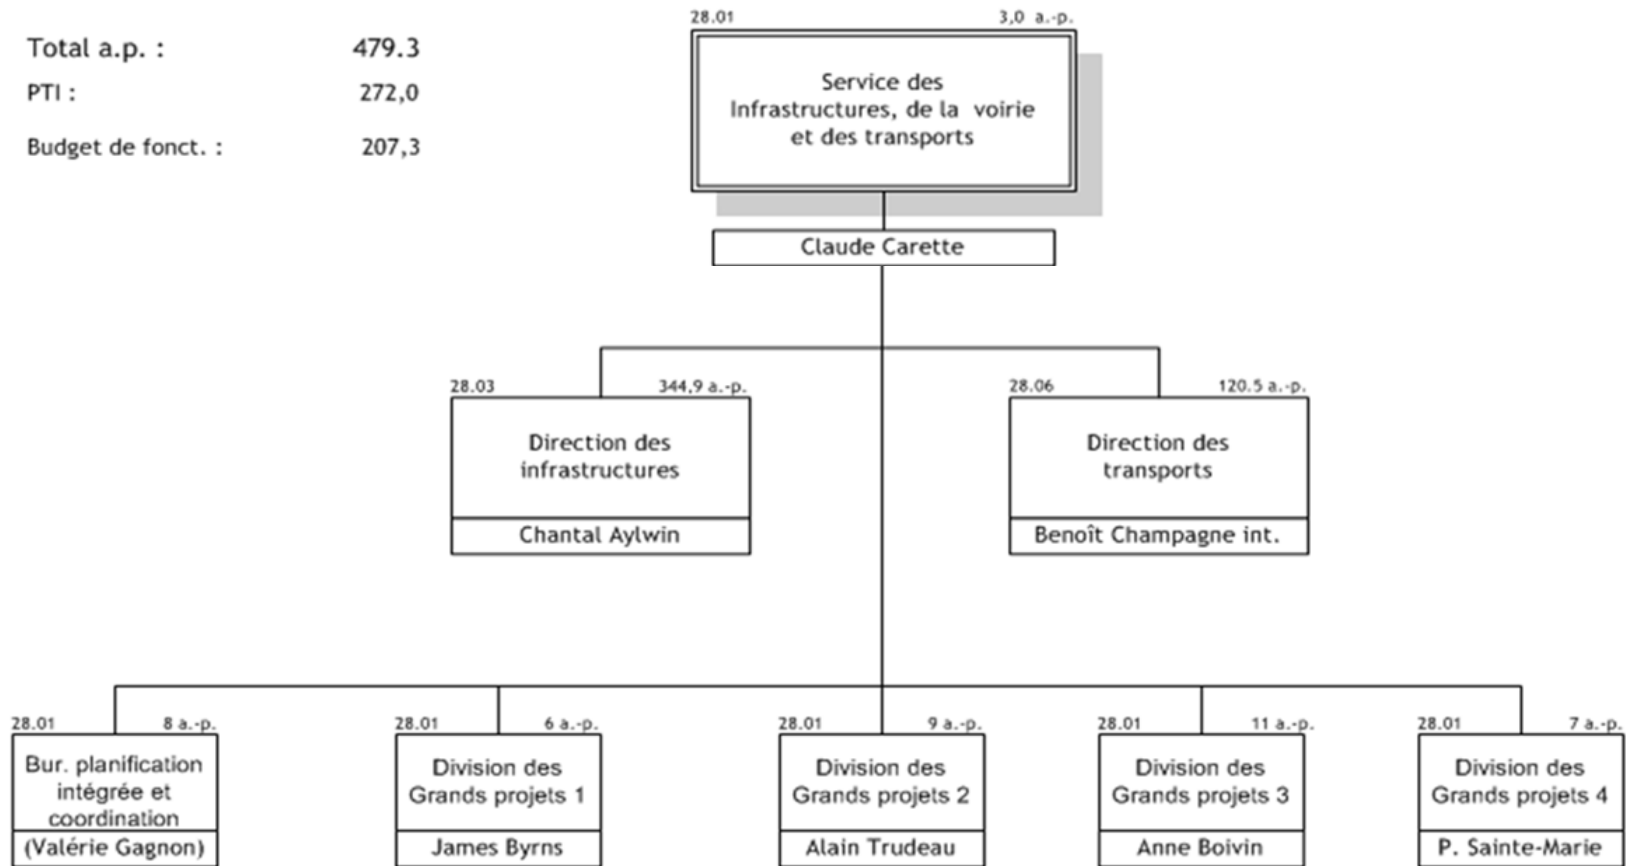 Total a.p. : 479.3
PTI : 272,0
Budget de fonct. : 207,3
28.01 3,0 a.-p.
Service des
Infrastructures, de la voirie
et des transports
Claude Carette
28.03 344,9 a.-p.
Direction des
infrastructures
Chantal Aylwin
28.06 120.5 a.-p.
Direction des
transports
Benoît Champagne int.
28.01 8 a.-p.
Bur. planification
intégrée et
coordination
(Valérie Gagnon)
28.01 6 a.-p.
Division des
Grands projets 1
James Byrns
28.01 9 a.-p.
Division des
Grands projets 2
Alain Trudeau
28.01 11 a.-p.
Division des
Grands projets 3
Anne Boivin
28.01 7 a.-p.
Division des
Grands projets 4
P. Sainte-Marie